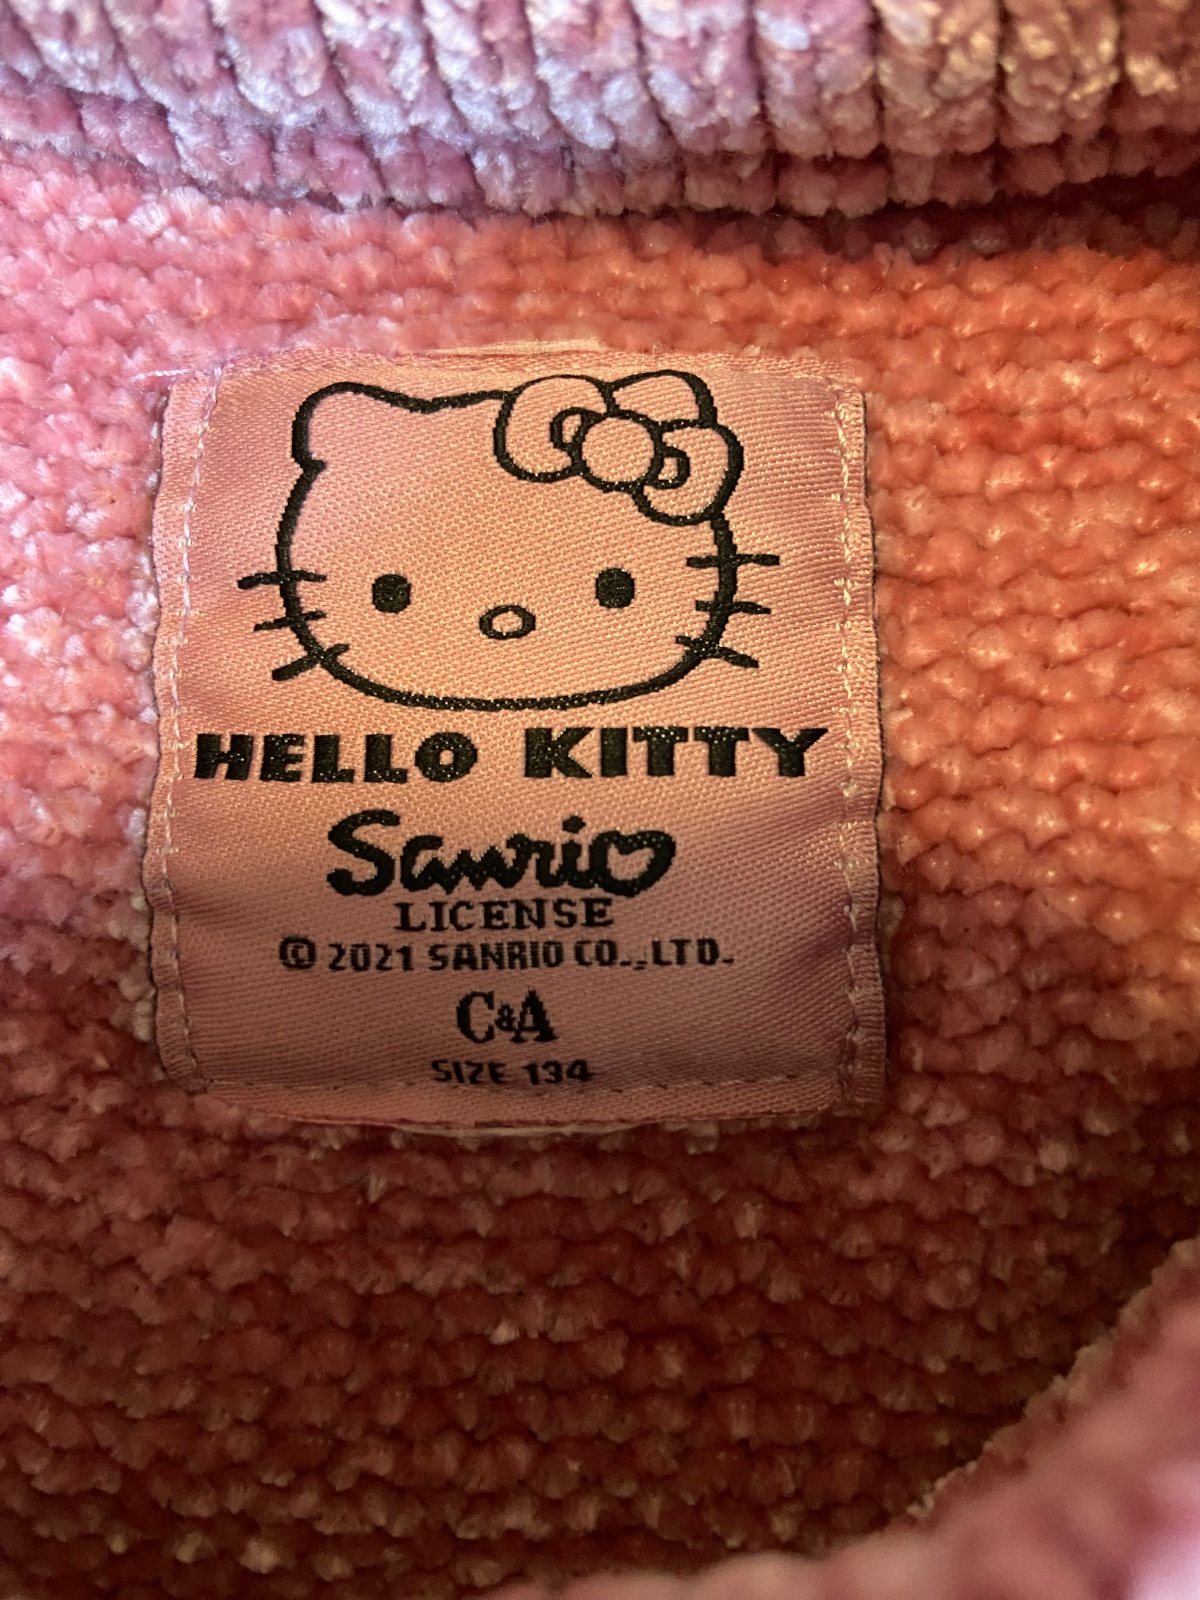 HELLO KITTY
Sanrio
LICENSE
© 2021 SANRIO CO.,LTD.
C&A
SIZE 134